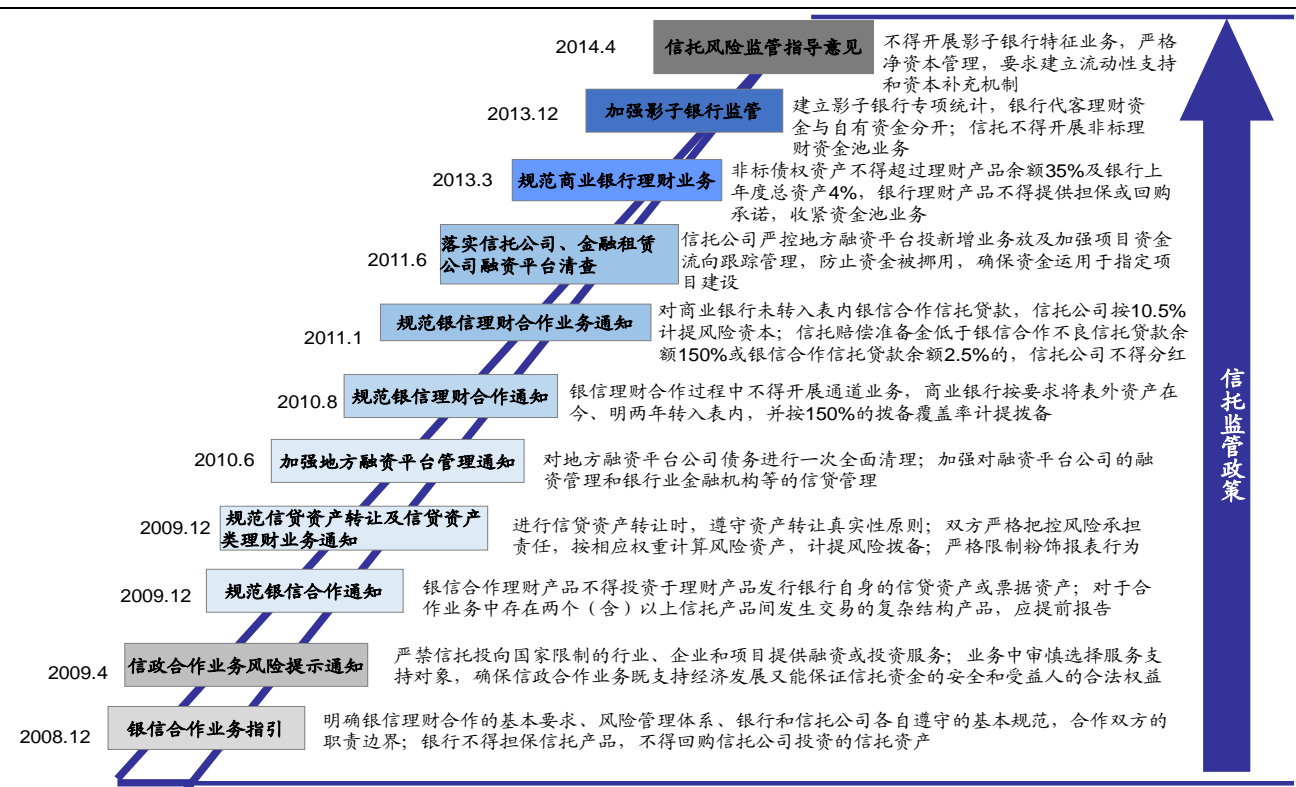 2014.4
信托风险监管指导意见
不得开展影子银行特征业务，严格
净资本管理，要求建立流动性支持
和资本补充机制
2013.12
加强影子银行监管
建立影子银行专项统计，银行代客理财资
金与自有资金分开；信托不得开展非标理
财资金池业务
2013.3
规范商业银行理财业务
非标债权资产不得超过理财产品余额35%及银行上
年度总资产4%，银行理财产品不得提供担保或回购
承诺，收紧资金池业务
2011.6
落实信托公司、金融租赁
公司融资平台清查
信托公司严控地方融资平台投新增业务放及加强项目资金
流向跟踪管理，防止资金被挪用，确保资金运用于指定项
目建设
2011.1
规范银信理财合作业务通知
对商业银行未转入表内银信合作信托贷款，信托公司按10.5%
计提风险资本；信托赔偿准备金低于银信合作不良信托贷款余
额150%或银信合作信托贷款余额2.5%的，信托公司不得分红
2010.8
规范银信理财合作通知
银信理财合作过程中不得开展通道业务，商业银行按要求将表外资产在
今、明两年转入表内，并按150%的拨备覆盖率计提拨备
2010.6
加强地方融资平台管理通知
对地方融资平台公司债务进行一次全面清理；加强对融资平台公司的融
资管理和银行业金融机构等的信贷管理
2009.12
规范信贷资产转让及信贷资产
类理财业务通知
进行信贷资产转让时，遵守资产转让真实性原则；双方严格把控风险承担
责任，按相应权重计算风险资产，计提风险拨备；严格限制粉饰报表行为
2009.12
规范银信合作通知
银信合作理财产品不得投资于理财产品发行银行自身的信贷资产或票据资产；对于合
作业务中存在两个（含）以上信托产品间发生交易的复杂结构产品，应提前报告
2009.4
信政合作业务风险提示通知
严禁信托投向国家限制的行业、企业和项目提供融资或投资服务；业务中审慎选择服务支
持对象，确保信政合作业务既支持经济发展又能保证信托资金的安全和受益人的合法权益
2008.12
银信合作业务指引
明确银信理财合作的基本要求、风险管理体系、银行和信托公司各自遵守的基本规范，合作双方的
职责边界；银行不得担保信托产品，不得回购信托公司投资的信托资产
信托监管政策